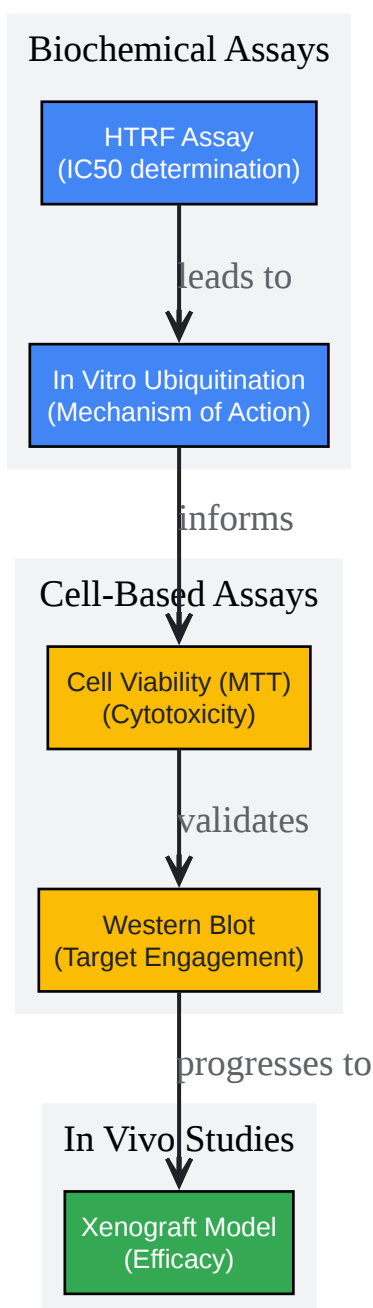 Biochemical Assays
HTRF Assay
(IC50 determination)
leads to
In Vitro Ubiquitination
(Mechanism of Action)
informs
Cell-Based Assays
Cell Viability (MTT)
(Cytotoxicity)
validates
Western Blot
(Target Engagement)
progresses to
In Vivo Studies
Xenograft Model
(Efficacy)